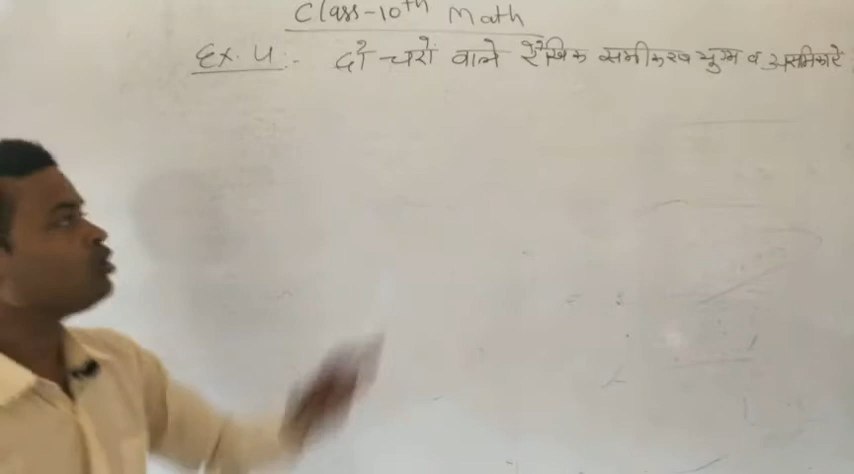 Class-10th Math
Ex. 4:- दो चरों वाले रैखिक समीकरण युग्म व असमिकाऐं